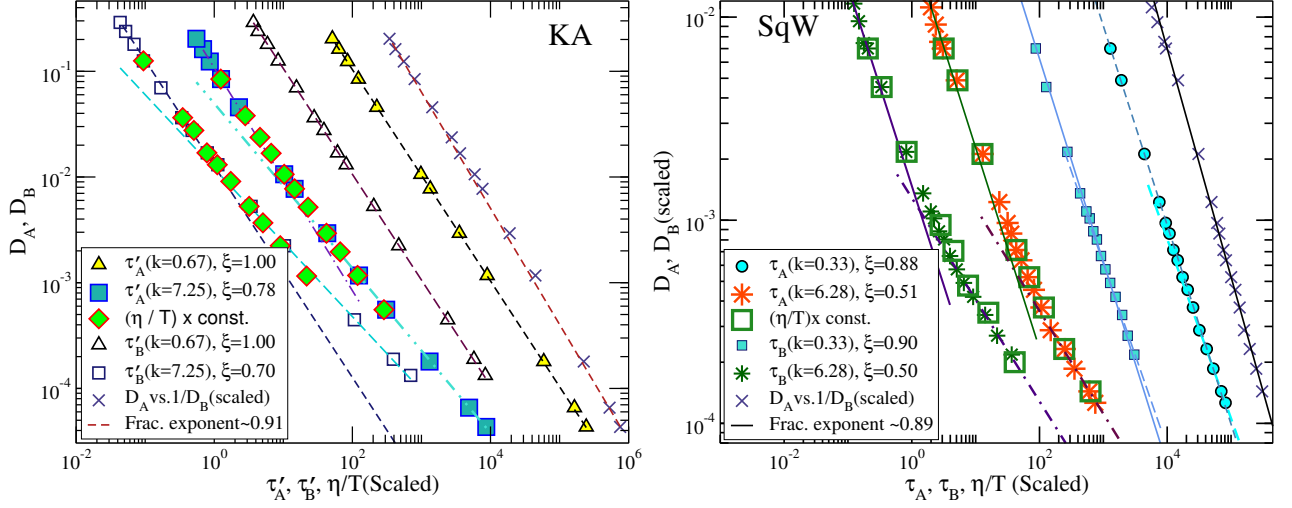 KA
D_A, D_B
10^-1
10^-2
10^-3
10^-4
τ′_A(k=0.67), ξ=1.00
τ′_A(k=7.25), ξ=0.78
(η / T) x const.
τ′_B(k=0.67), ξ=1.00
τ′_B(k=7.25), ξ=0.70
D_A vs.1/D_B(scaled)
Frac. exponent~0.91
10^-2 10^0 10^2 10^4 10^6
τ′_A, τ′_B, η/T(Scaled)
SqW
D_A, D_B(scaled)
10^-2
10^-3
10^-4
τ_A(k=0.33), ξ=0.88
τ_A(k=6.28), ξ=0.51
(η/T)x const.
τ_B(k=0.33), ξ=0.90
τ_B(k=6.28), ξ=0.50
D_A vs.1/D_B(scaled)
Frac. exponent ~0.89
10^-2 10^0 10^2 10^4
τ_A, τ_B, η/T (Scaled)